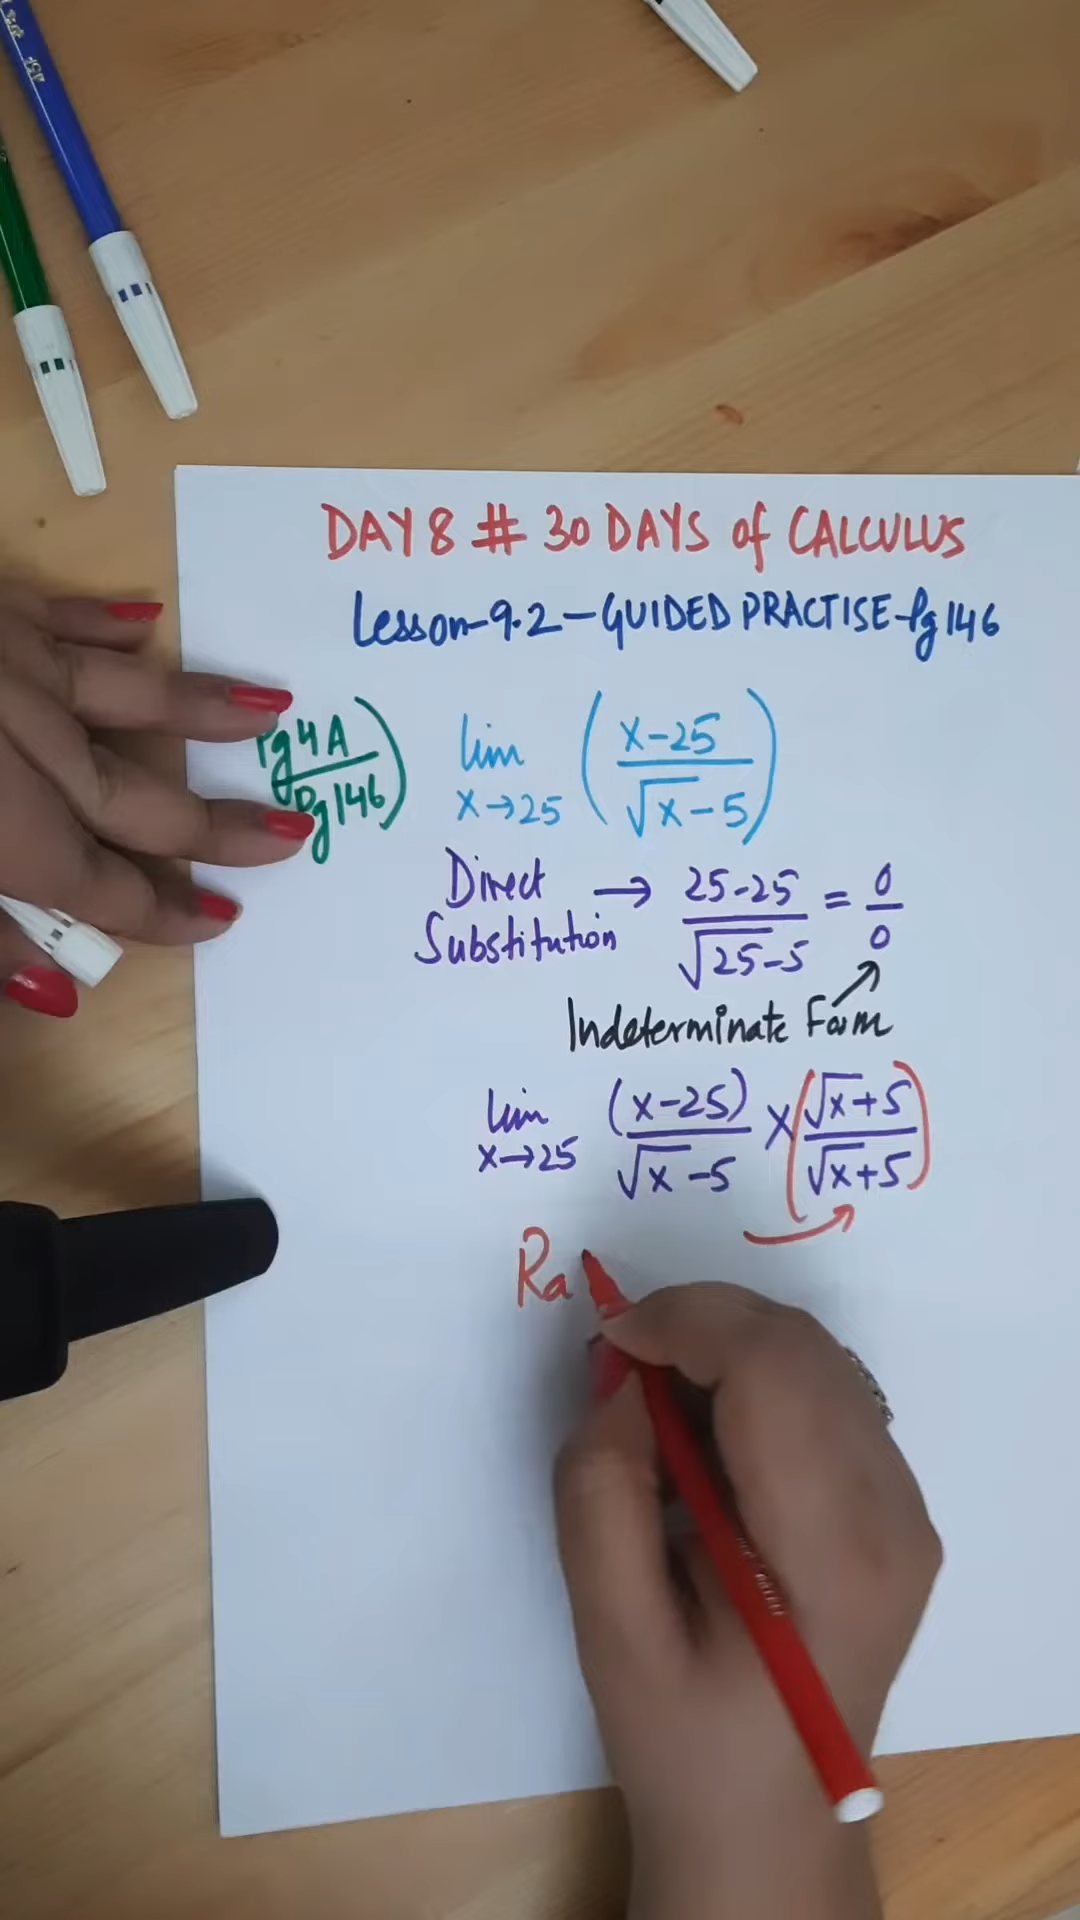 DAY 8 # 30 DAYS of CALCULUS
Lesson-9.2-GUIDED PRACTISE-Pg 146
Pg 4A/Pg 146) lim x→25 (x-25/√x-5)
Direct Substitution → 25-25/√25-5 = 0/0
Indeterminate Form
lim x→25 (x-25)/√x-5 × (√x+5/√x+5)
Ra